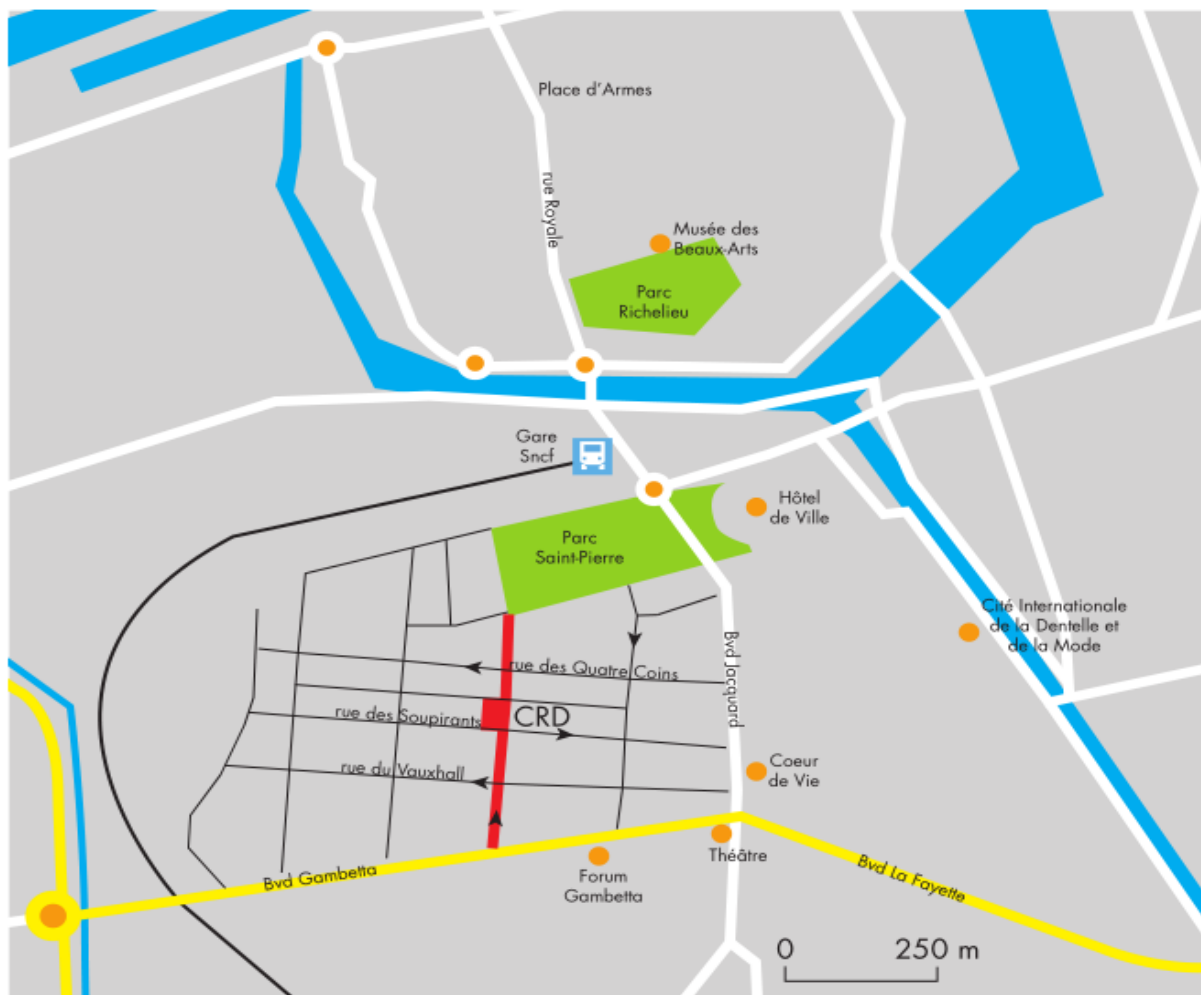 Place d'Armes
rue Royale
Musée des
Beaux-Arts
Parc
Richelieu
Gare
Sncf
Hôtel
de Ville
Parc
Saint-Pierre
Cité Internationale
de la Dentelle et
de la Mode
Bvd Jacquard
rue des Quatre Coins
rue des Soupirants
CRD
rue du Vauxhall
Coeur
de Vie
Théâtre
Bvd Gambetta
Forum
Gambetta
Bvd La Fayette
0 250 m